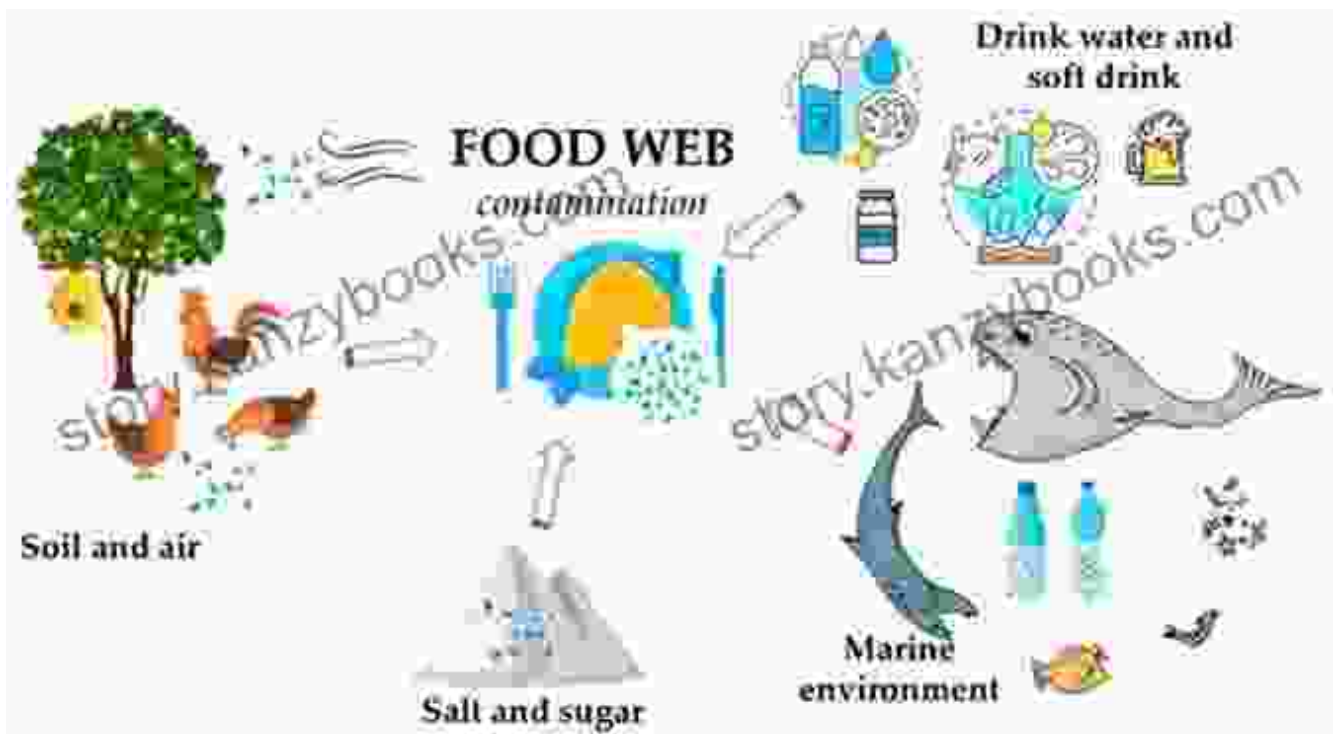 Drink water and
soft drink
FOOD WEB
contamination
story.kanzybooks.com
story.kanzybooks.com
Soil and air
Marine
environment
Salt and sugar